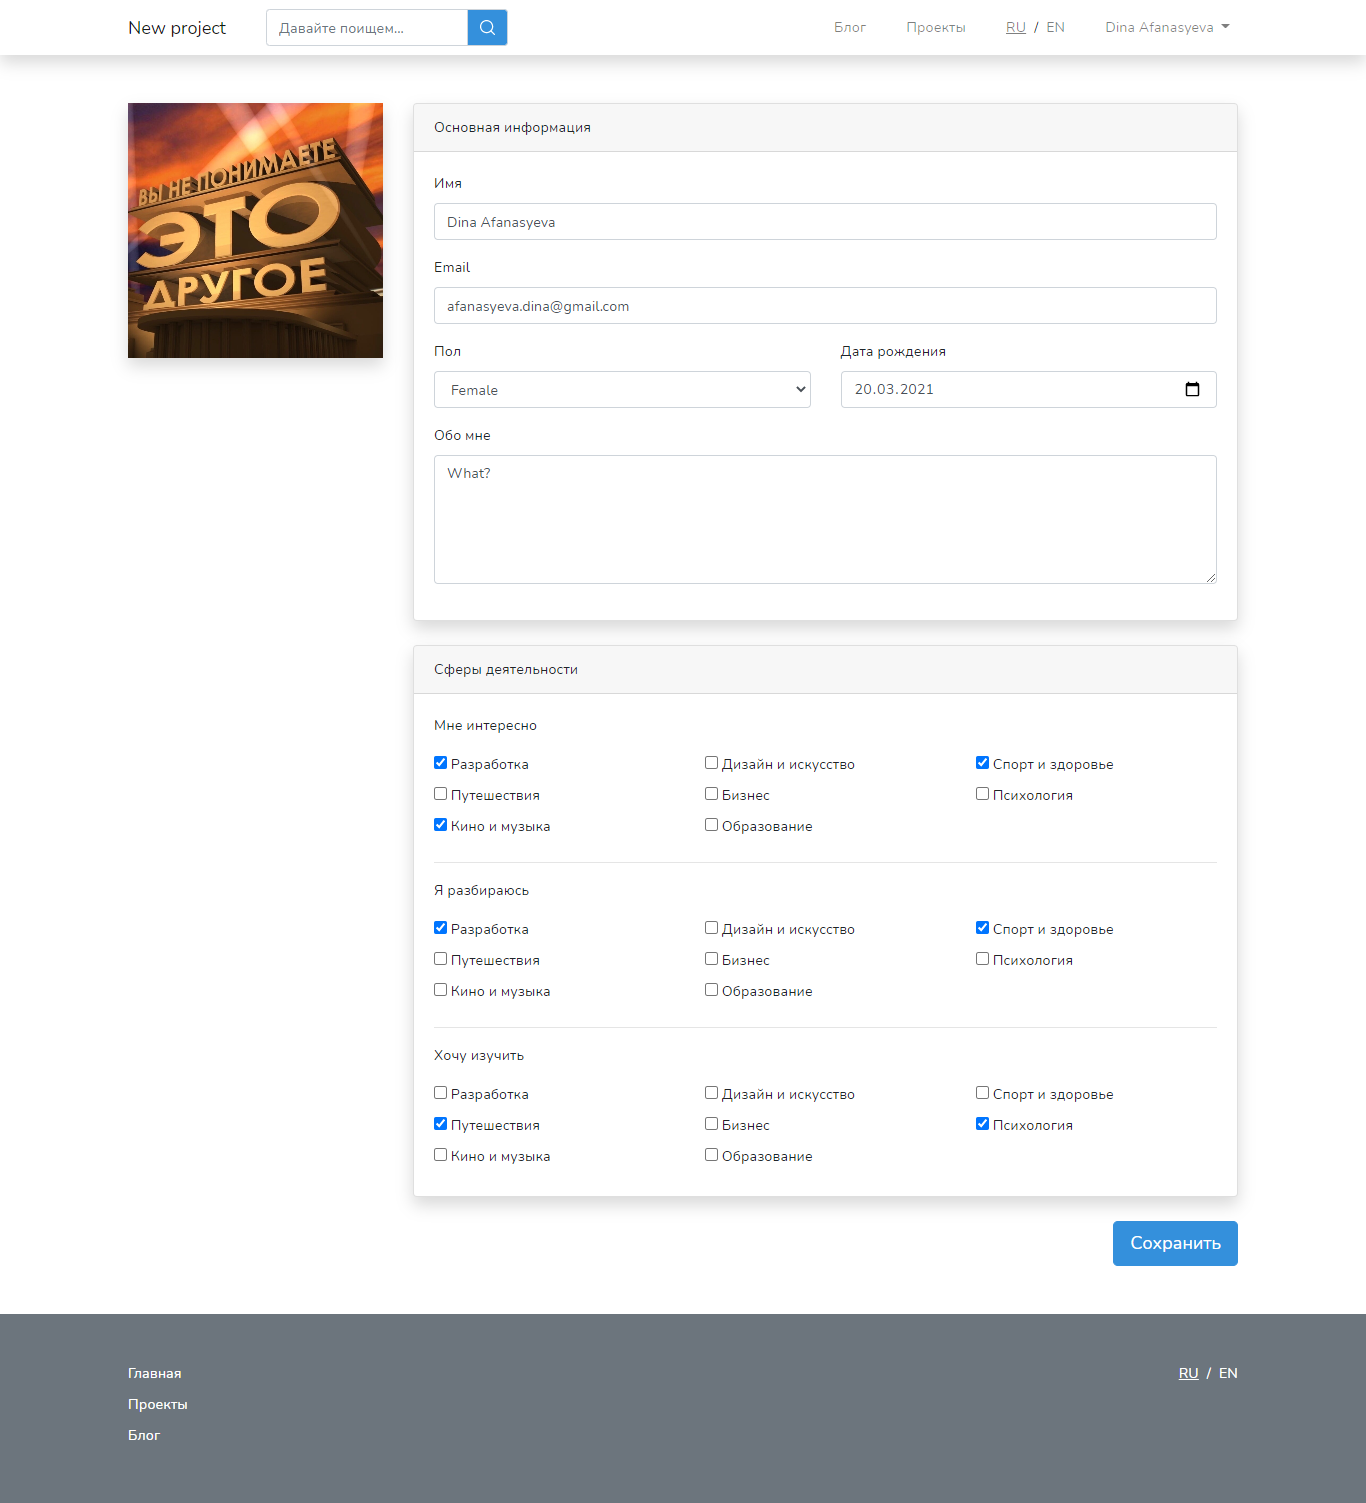 New project
Давайте поищем...
Блог
Проекты
RU / EN
Dina Afanasyeva
ВЫ НЕ ПОНИМАЕТЕ
ЭТО
ДРУГОЕ
Основная информация
Имя
Dina Afanasyeva
Email
afanasyeva.dina@gmail.com
Пол
Дата рождения
Female
20.03.2021
Обо мне
What?
Сферы деятельности
Мне интересно
Разработка
Дизайн и искусство
Спорт и здоровье
Путешествия
Бизнес
Психология
Кино и музыка
Образование
Я разбираюсь
Разработка
Дизайн и искусство
Спорт и здоровье
Путешествия
Бизнес
Психология
Кино и музыка
Образование
Хочу изучить
Разработка
Дизайн и искусство
Спорт и здоровье
Путешествия
Бизнес
Психология
Кино и музыка
Образование
Сохранить
Главная
RU / EN
Проекты
Блог